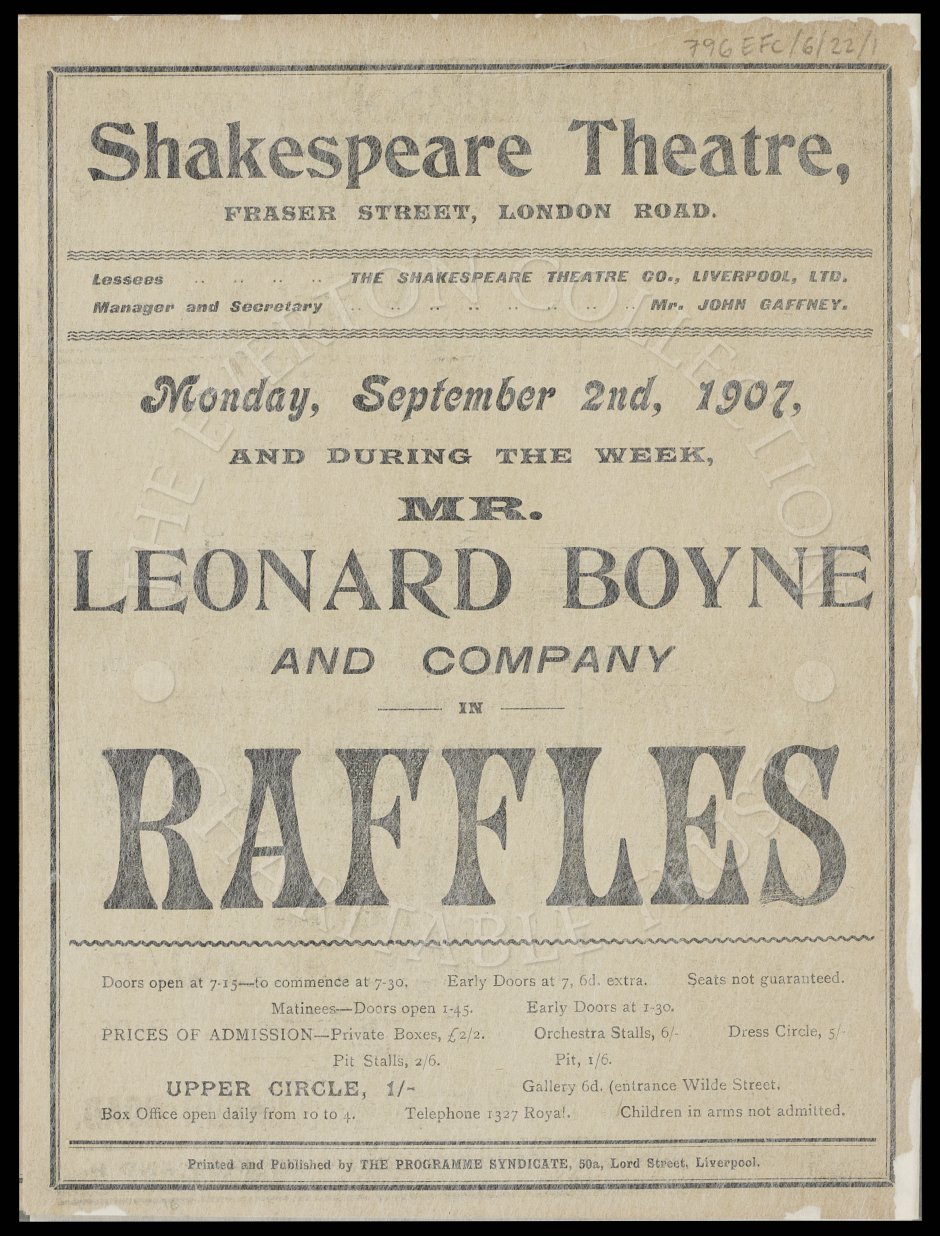 796 EFC/6/22/1
Shakespeare Theatre,
FRASER STREET, LONDON ROAD.
Lessees .. .. .. .. THE SHAKESPEARE THEATRE CO., LIVERPOOL, LTD.
Manager and Secretary .. .. .. .. .. .. .. .. Mr. JOHN GAFFNEY.
Monday, September 2nd, 1907,
AND DURING THE WEEK,
MR.
LEONARD BOYNE
AND COMPANY
IN
RAFFLES
Doors open at 7-15—to commence at 7-30. Early Doors at 7, 6d. extra. Seats not guaranteed.
Matinees—Doors open 1-45. Early Doors at 1-30.
PRICES OF ADMISSION—Private Boxes, £2/2. Orchestra Stalls, 6/- Dress Circle, 5/-
Pit Stalls, 2/6. Pit, 1/6.
UPPER CIRCLE, 1/- Gallery 6d. (entrance Wilde Street.
Box Office open daily from 10 to 4. Telephone 1327 Royal. Children in arms not admitted.
Printed and Published by THE PROGRAMME SYNDICATE, 50a, Lord Street, Liverpool.
THE EVERTON COLLECTION
CHARITABLE TRUST